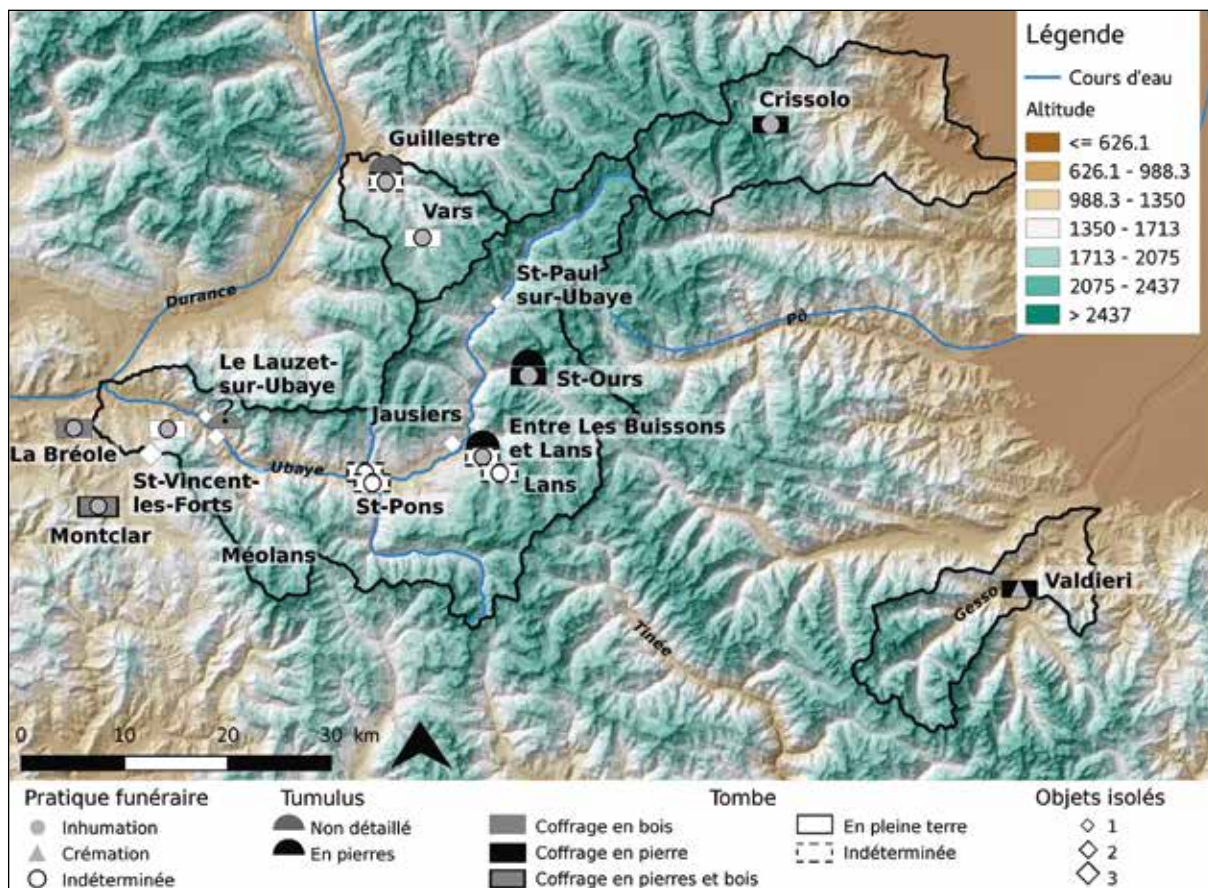 Légende
Cours d'eau
Altitude
<= 626.1
626.1 - 988.3
988.3 - 1350
1350 - 1713
1713 - 2075
2075 - 2437
> 2437
Crissolo
Guillestre
Vars
St-Paul
sur-Ubaye
Durance
Pô
Le Lauzet-
sur-Ubaye
?
St-Ours
Jausiers
Entre Les Buissons
et Lans
La Bréole
Ubaye
Lans
St-Vincent-
les-Forts
St-Pons
Montclar
Méolans
Valdieri
Gesso
Tinée
0 10 20 30 km
Pratique funéraire
Inhumation
Crémation
Indéterminée
Tumulus
Non détaillé
En pierres
Tombe
Coffrage en bois
Coffrage en pierre
Coffrage en pierres et bois
En pleine terre
Indéterminée
Objets isolés
1
2
3